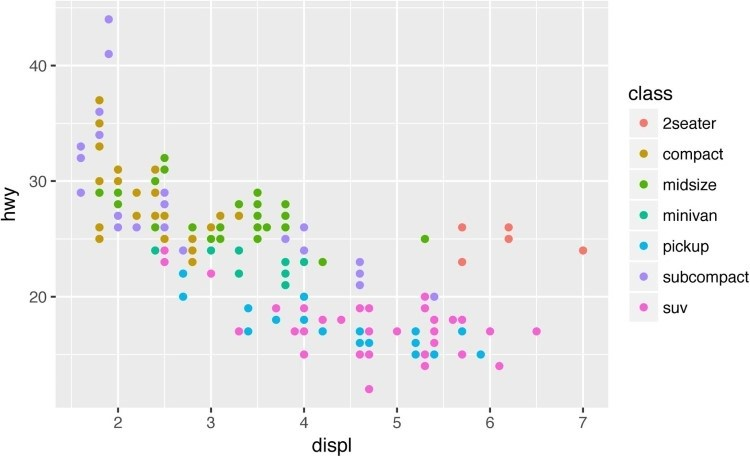 40
30
20
hwy
2 3 4 5 6 7
displ
class
2seater
compact
midsize
minivan
pickup
subcompact
suv